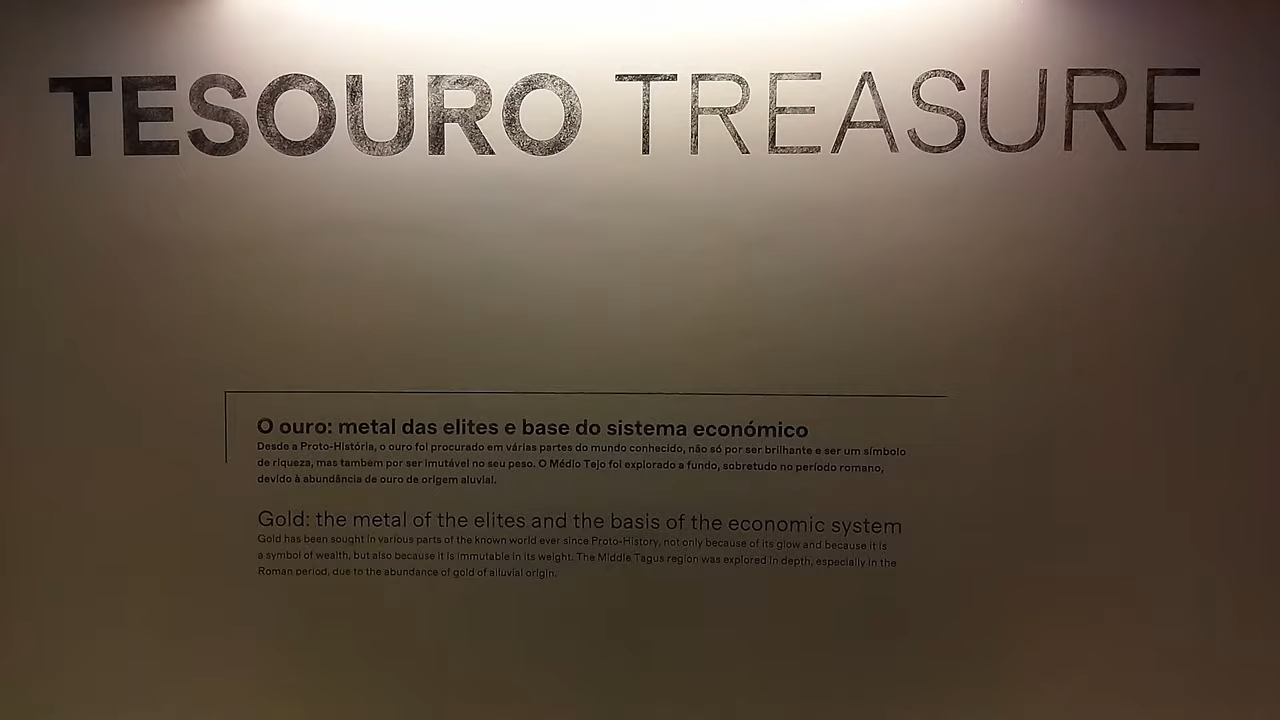 TESOURO TREASURE
O ouro: metal das elites e base do sistema económico
Desde a Proto-História, o ouro foi procurado em várias partes do mundo conhecido, não só por ser brilhante e ser um símbolo
de riqueza, mas também por ser imutável no seu peso. O Médio Tejo foi explorado a fundo, sobretudo no período romano,
devido à abundância de ouro de origem aluvial.
Gold: the metal of the elites and the basis of the economic system
Gold has been sought in various parts of the known world ever since Proto-History, not only because of its glow and because it is
a symbol of wealth, but also because it is immutable in its weight. The Middle Tagus region was explored in depth, especially in the
Roman period, due to the abundance of gold of alluvial origin.